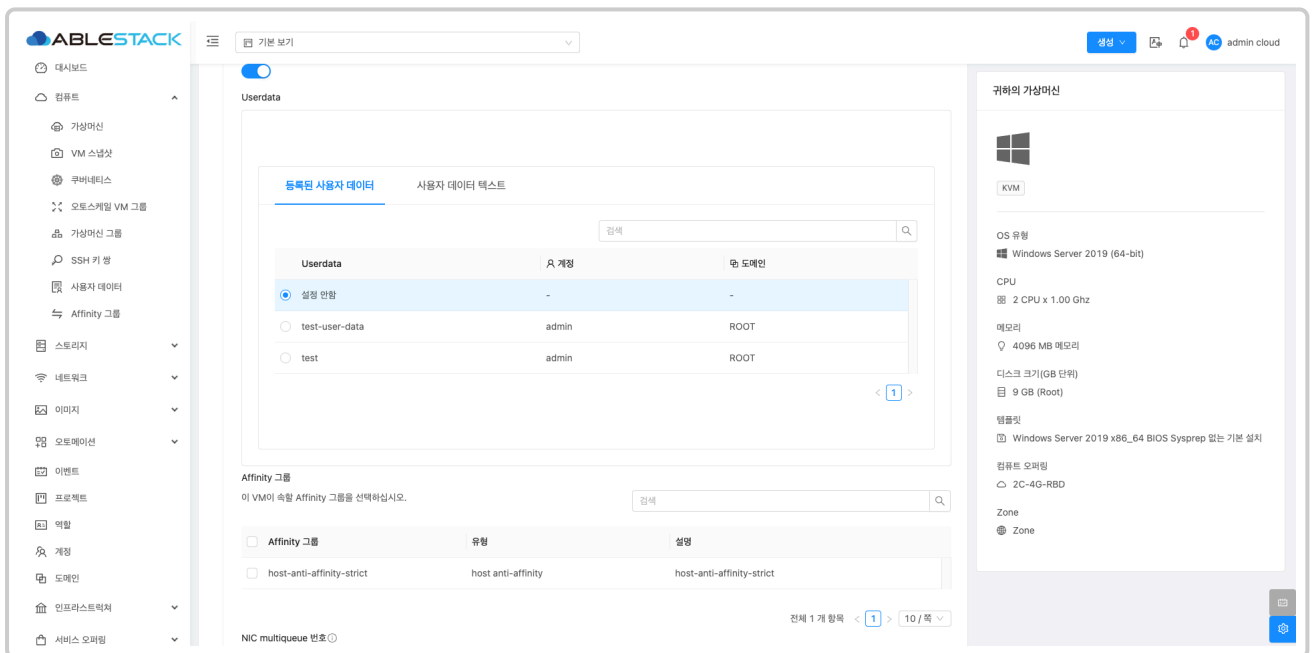 ABLESTACK
기본 보기
생성
1
AC
admin cloud
대시보드
컴퓨트
가상머신
VM 스냅샷
쿠버네티스
오토스케일 VM 그룹
가상머신 그룹
SSH 키 쌍
사용자 데이터
Affinity 그룹
스토리지
네트워크
이미지
오토메이션
이벤트
프로젝트
역할
계정
도메인
인프라스트럭쳐
서비스 오퍼링
Userdata
등록된 사용자 데이터 사용자 데이터 텍스트
검색
Userdata 계정 도메인
설정 안함 - -
test-user-data admin ROOT
test admin ROOT
< 1 >
Affinity 그룹
이 VM이 속할 Affinity 그룹을 선택하십시오.
검색
Affinity 그룹 유형 설명
host-anti-affinity-strict host anti-affinity host-anti-affinity-strict
전체 1 개 항목 < 1 > 10 / 쪽
NIC multiqueue 번호
귀하의 가상머신
KVM
OS 유형
Windows Server 2019 (64-bit)
CPU
2 CPU x 1.00 Ghz
메모리
4096 MB 메모리
디스크 크기(GB 단위)
9 GB (Root)
템플릿
Windows Server 2019 x86_64 BIOS Sysprep 없는 기본 설치
컴퓨트 오퍼링
2C-4G-RBD
Zone
Zone